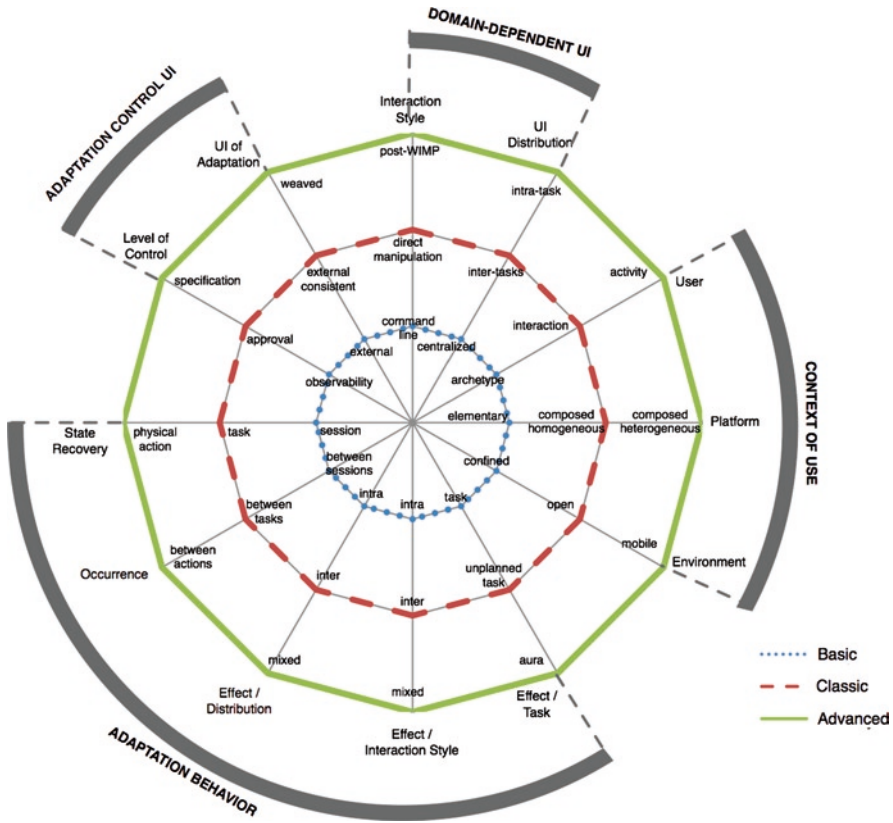 DOMAIN-DEPENDENT UI
ADAPTATION CONTROL UI
Interaction
Style
UI
Distribution
UI of
Adaptation
post-WIMP
weaved
intra-task
Level of
Control
direct
manipulation
external
consistent
inter-tasks
activity
User
specification
command
line
interaction
approval
external
centralized
observability
archetype
CONTEXT OF USE
elementary
composed
homogeneous
composed
heterogeneous
Platform
State
Recovery
physical
action
task
session
between
sessions
confined
intra
intra
task
between
tasks
open
between
actions
mobile
Environment
Occurrence
inter
inter
unplanned
task
mixed
mixed
aura
Effect /
Distribution
Effect /
Interaction Style
Effect /
Task
ADAPTATION BEHAVIOR
Basic
Classic
Advanced